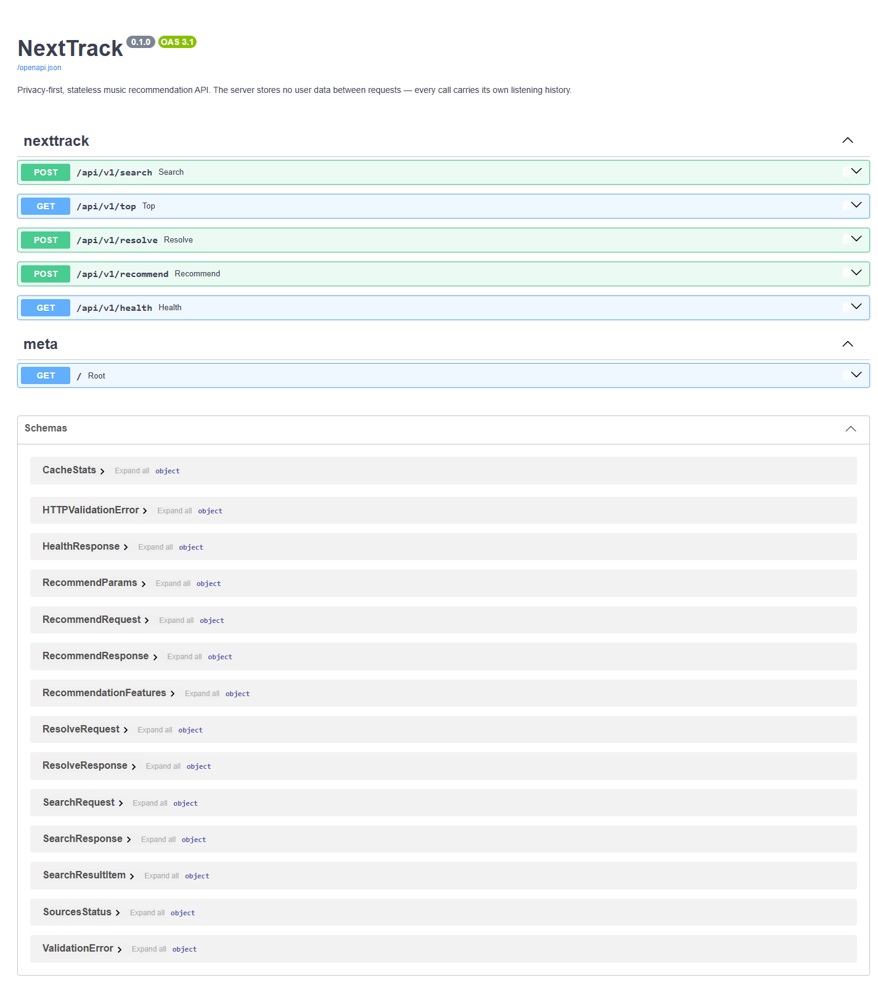 NextTrack 0.1.0 OAS 3.1
/openapi.json
Privacy-first, stateless music recommendation API. The server stores no user data between requests — every call carries its own listening history.
nexttrack
POST /api/v1/search Search
GET /api/v1/top Top
POST /api/v1/resolve Resolve
POST /api/v1/recommend Recommend
GET /api/v1/health Health
meta
GET / Root
Schemas
CacheStats Expand all object
HTTPValidationError Expand all object
HealthResponse Expand all object
RecommendParams Expand all object
RecommendRequest Expand all object
RecommendResponse Expand all object
RecommendationFeatures Expand all object
ResolveRequest Expand all object
ResolveResponse Expand all object
SearchRequest Expand all object
SearchResponse Expand all object
SearchResultItem Expand all object
SourcesStatus Expand all object
ValidationError Expand all object